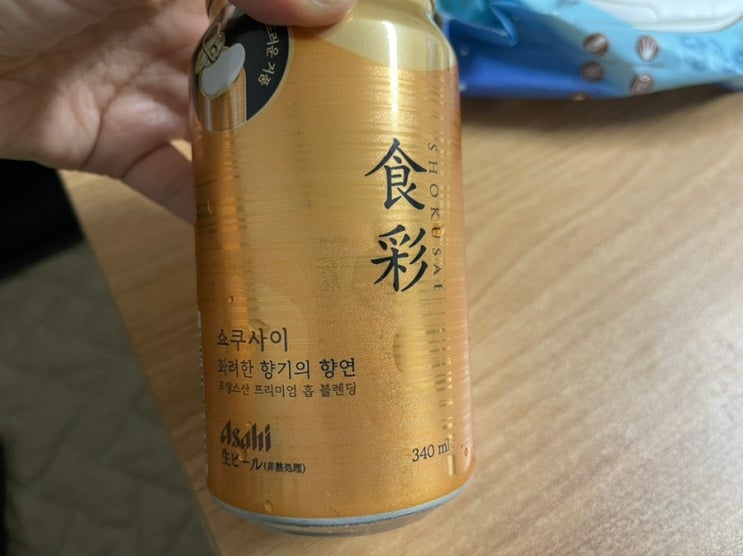 거품
食彩
SHOKUSAI
쇼쿠사이
화려한 향기의 향연
프랑스산 프리미엄 홉 블렌딩
Asahi
生ビール(非熱処理)
340 ml